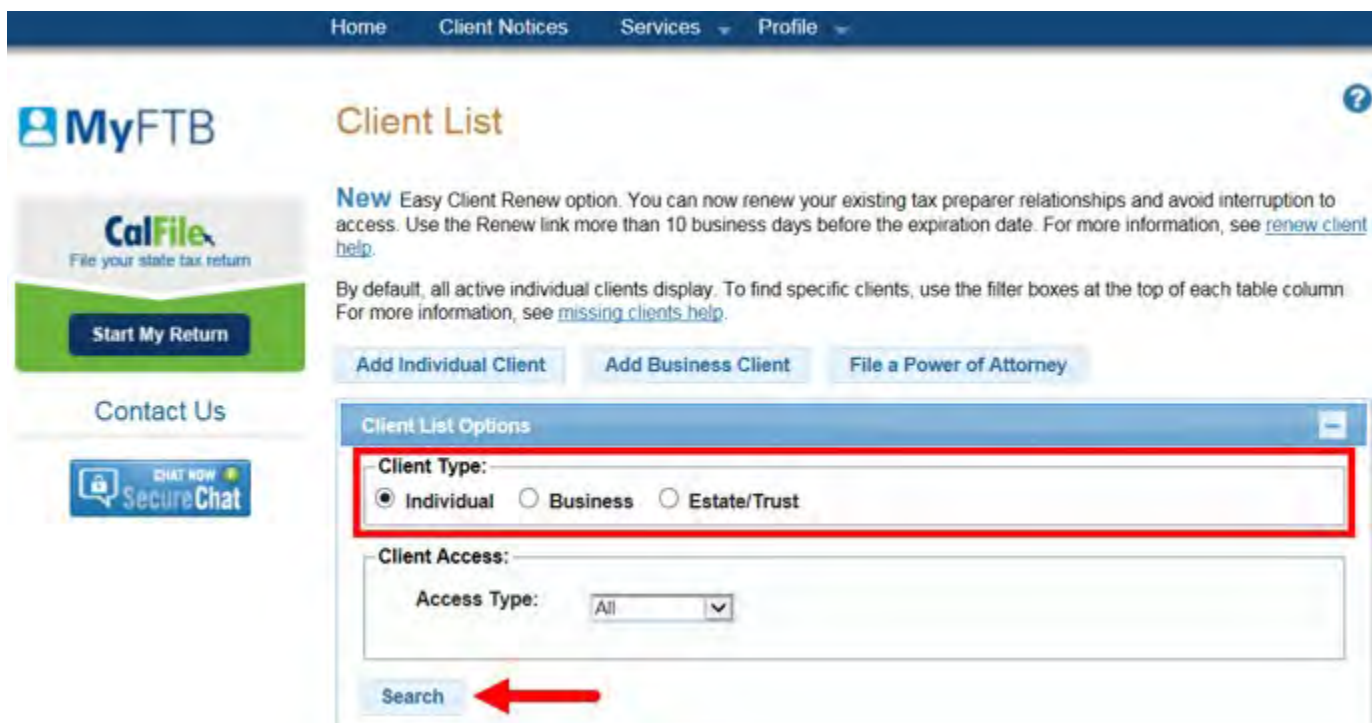 Home Client Notices Services Profile
MyFTB
Client List
?
New Easy Client Renew option. You can now renew your existing tax preparer relationships and avoid interruption to
access. Use the Renew link more than 10 business days before the expiration date. For more information, see renew client
help.
CalFile
File your state tax return
By default, all active individual clients display. To find specific clients, use the filter boxes at the top of each table column
For more information, see missing clients help.
Start My Return
Add Individual Client Add Business Client File a Power of Attorney
Contact Us
Client List Options
Client Type:
Individual Business Estate/Trust
CHAT NOW
SecureChat
Client Access:
Access Type: All
Search